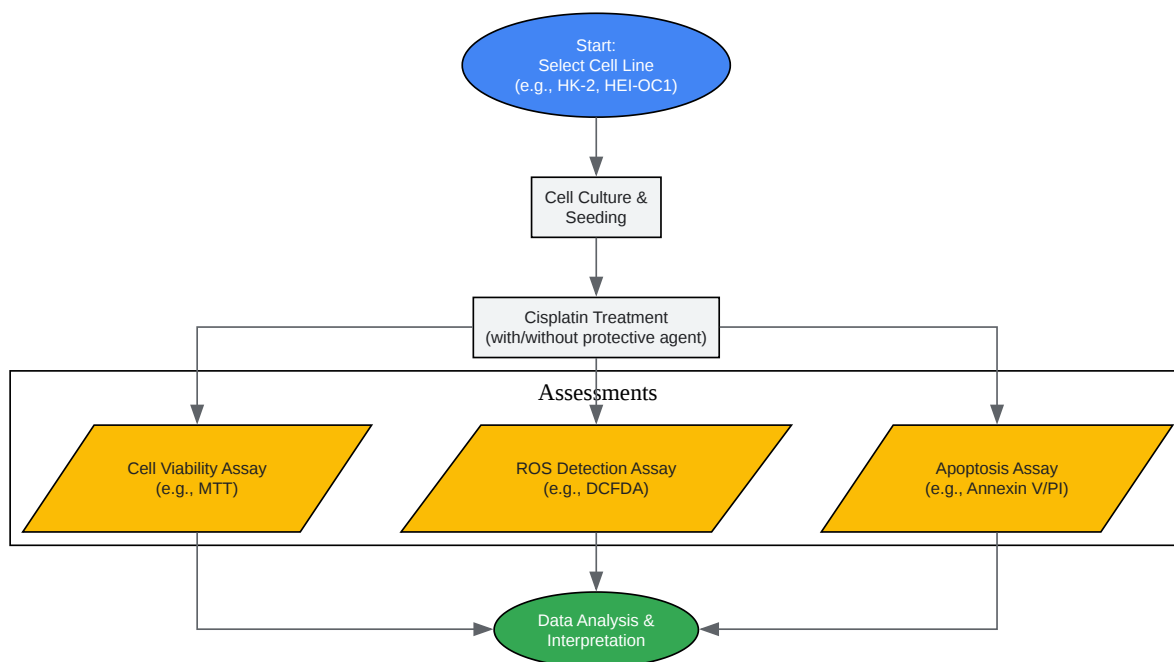 Start:
Select Cell Line
(e.g., HK-2, HEI-OC1)
Cell Culture &
Seeding
Cisplatin Treatment
(with/without protective agent)
Assessments
Cell Viability Assay
(e.g., MTT)
ROS Detection Assay
(e.g., DCFDA)
Apoptosis Assay
(e.g., Annexin V/PI)
Data Analysis &
Interpretation